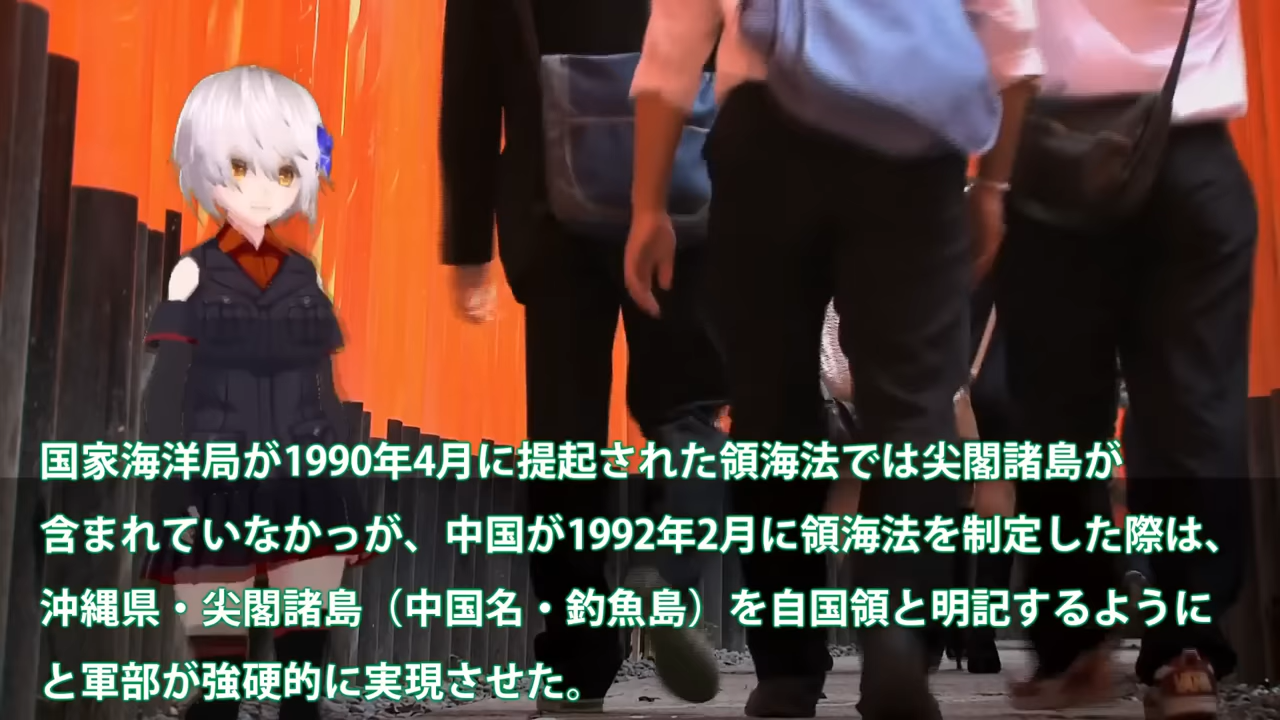 国家海洋局が1990年4月に提起された領海法では尖閣諸島が
含まれていなかっが、中国が1992年2月に領海法を制定した際は、
沖縄県・尖閣諸島（中国名・釣魚島）を自国領と明記するように
と軍部が強硬的に実現させた。